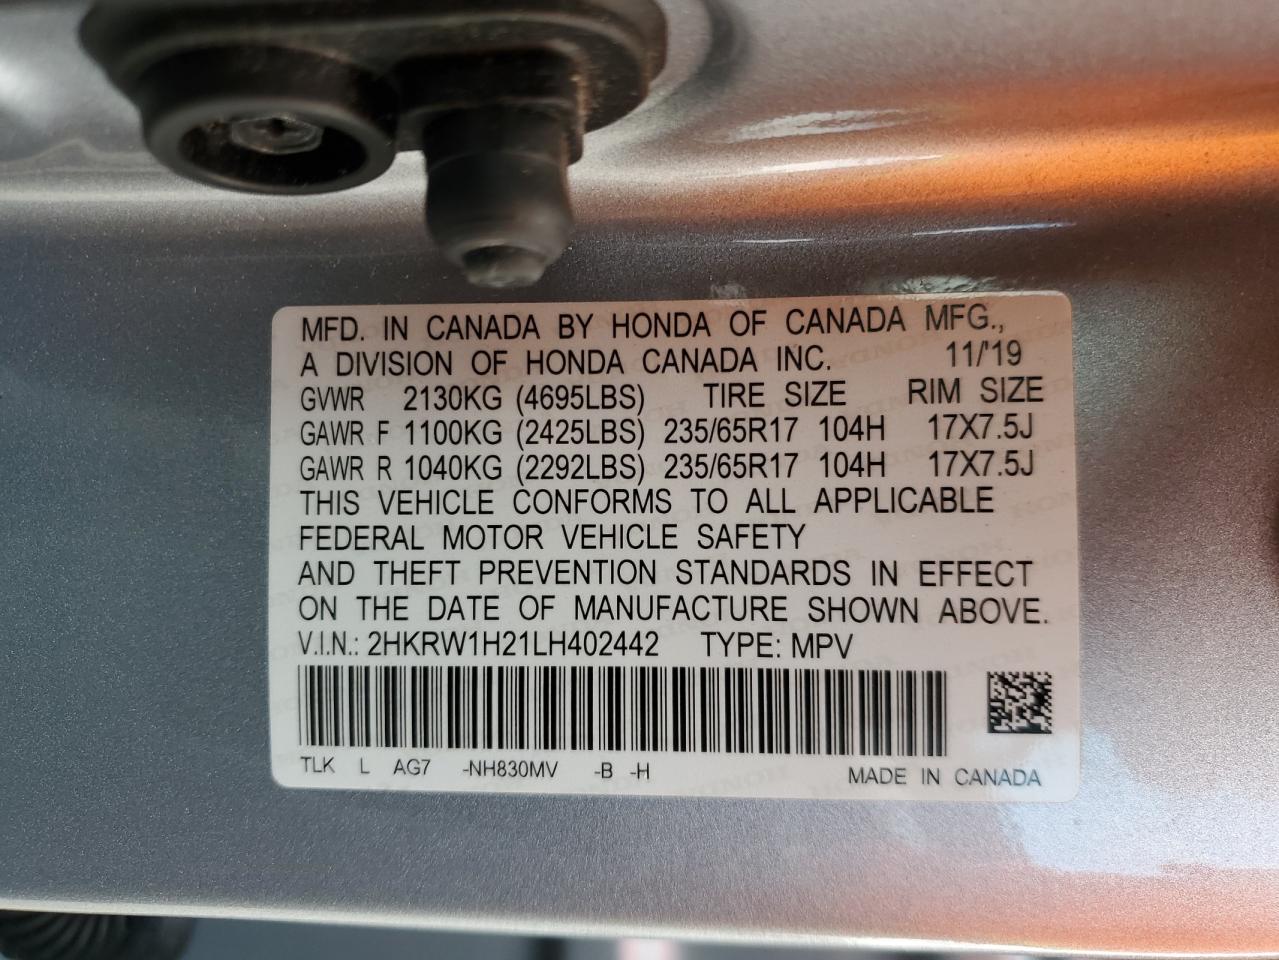 MFD. IN CANADA BY HONDA OF CANADA MFG.,
A DIVISION OF HONDA CANADA INC. 11/'19
GVWR 2130KG (4695LBS) TIRE SIZE RIM SIZE
GAWR F 1100KG (2425LBS) 235/65R17 104H 17X7.5J
GAWR R 1040KG (2292LBS) 235/65R17 104H 17X7.5J
THIS VEHICLE CONFORMS TO ALL APPLICABLE
FEDERAL MOTOR VEHICLE SAFETY
AND THEFT PREVENTION STANDARDS IN EFFECT
ON THE DATE OF MANUFACTURE SHOWN ABOVE.
V.I.N.: 2HKRW1H21LH402442 TYPE: MPV
TLK L AG7 -NH830MV -B -H MADE IN CANADA